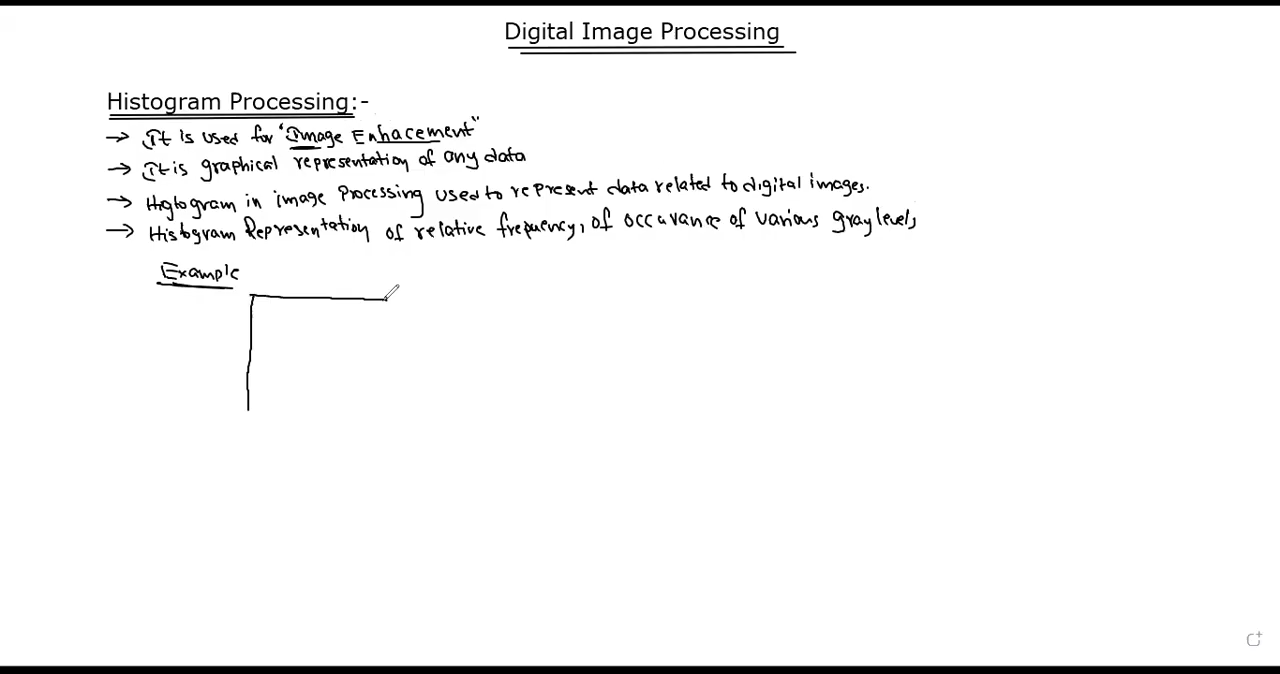 Digital Image Processing
Histogram Processing:-
→ It is used for "Image Enhacement"
→ It is graphical representation of any data
→ Histogram in image Processing used to represent data related to digital images.
→ Histogram Representation of relative frequency, of occurance of various gray levels
Example